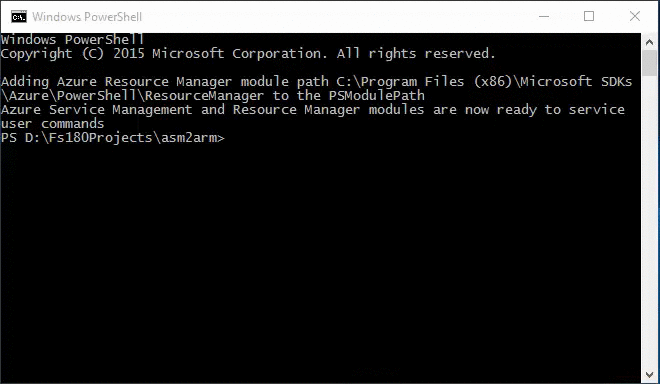 Windows PowerShell
Windows PowerShell
Copyright (C) 2015 Microsoft Corporation. All rights reserved.
Adding Azure Resource Manager module path C:\Program Files (x86)\Microsoft SDKs
\Azure\PowerShell\ResourceManager to the PSModulePath
Azure Service Management and Resource Manager modules are now ready to service
user commands
PS D:\Fs180Projects\asm2arm>